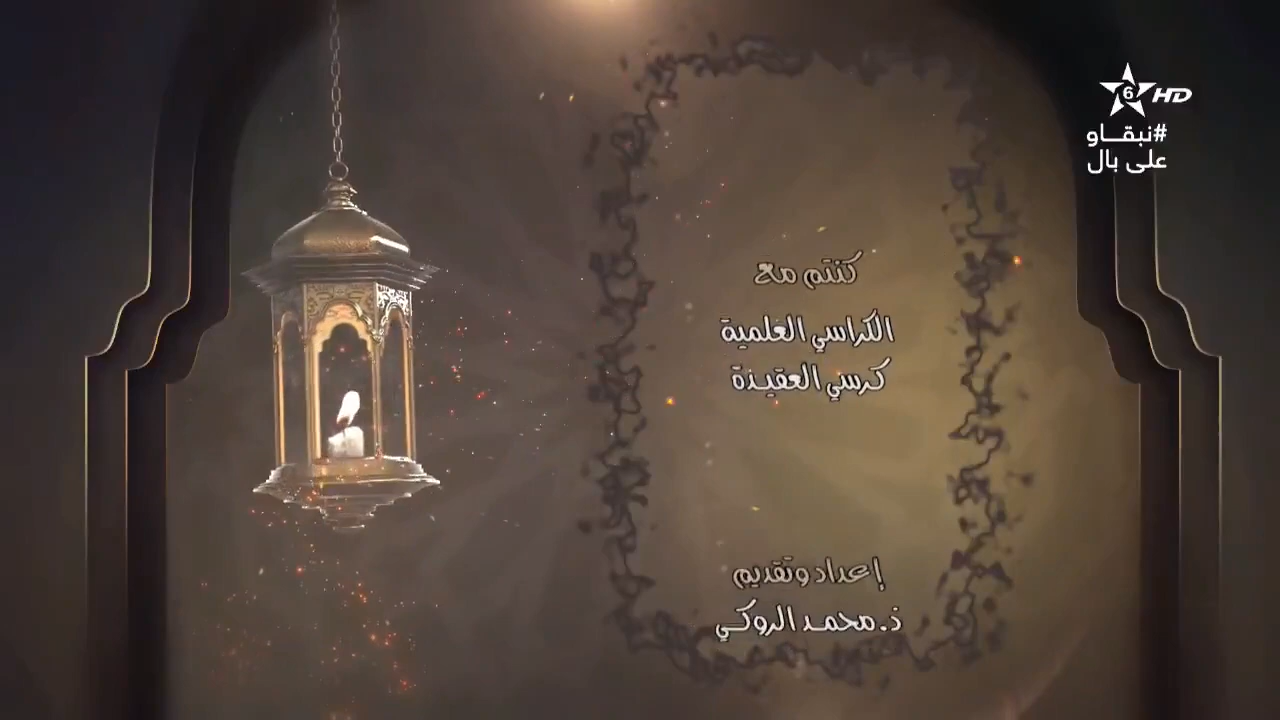 6 HD
#نبقاو
على بال
كنتم مع
الكراسي العلمية
كرسي العقيدة
إعداد وتقديم
ذ. محمد الروكي